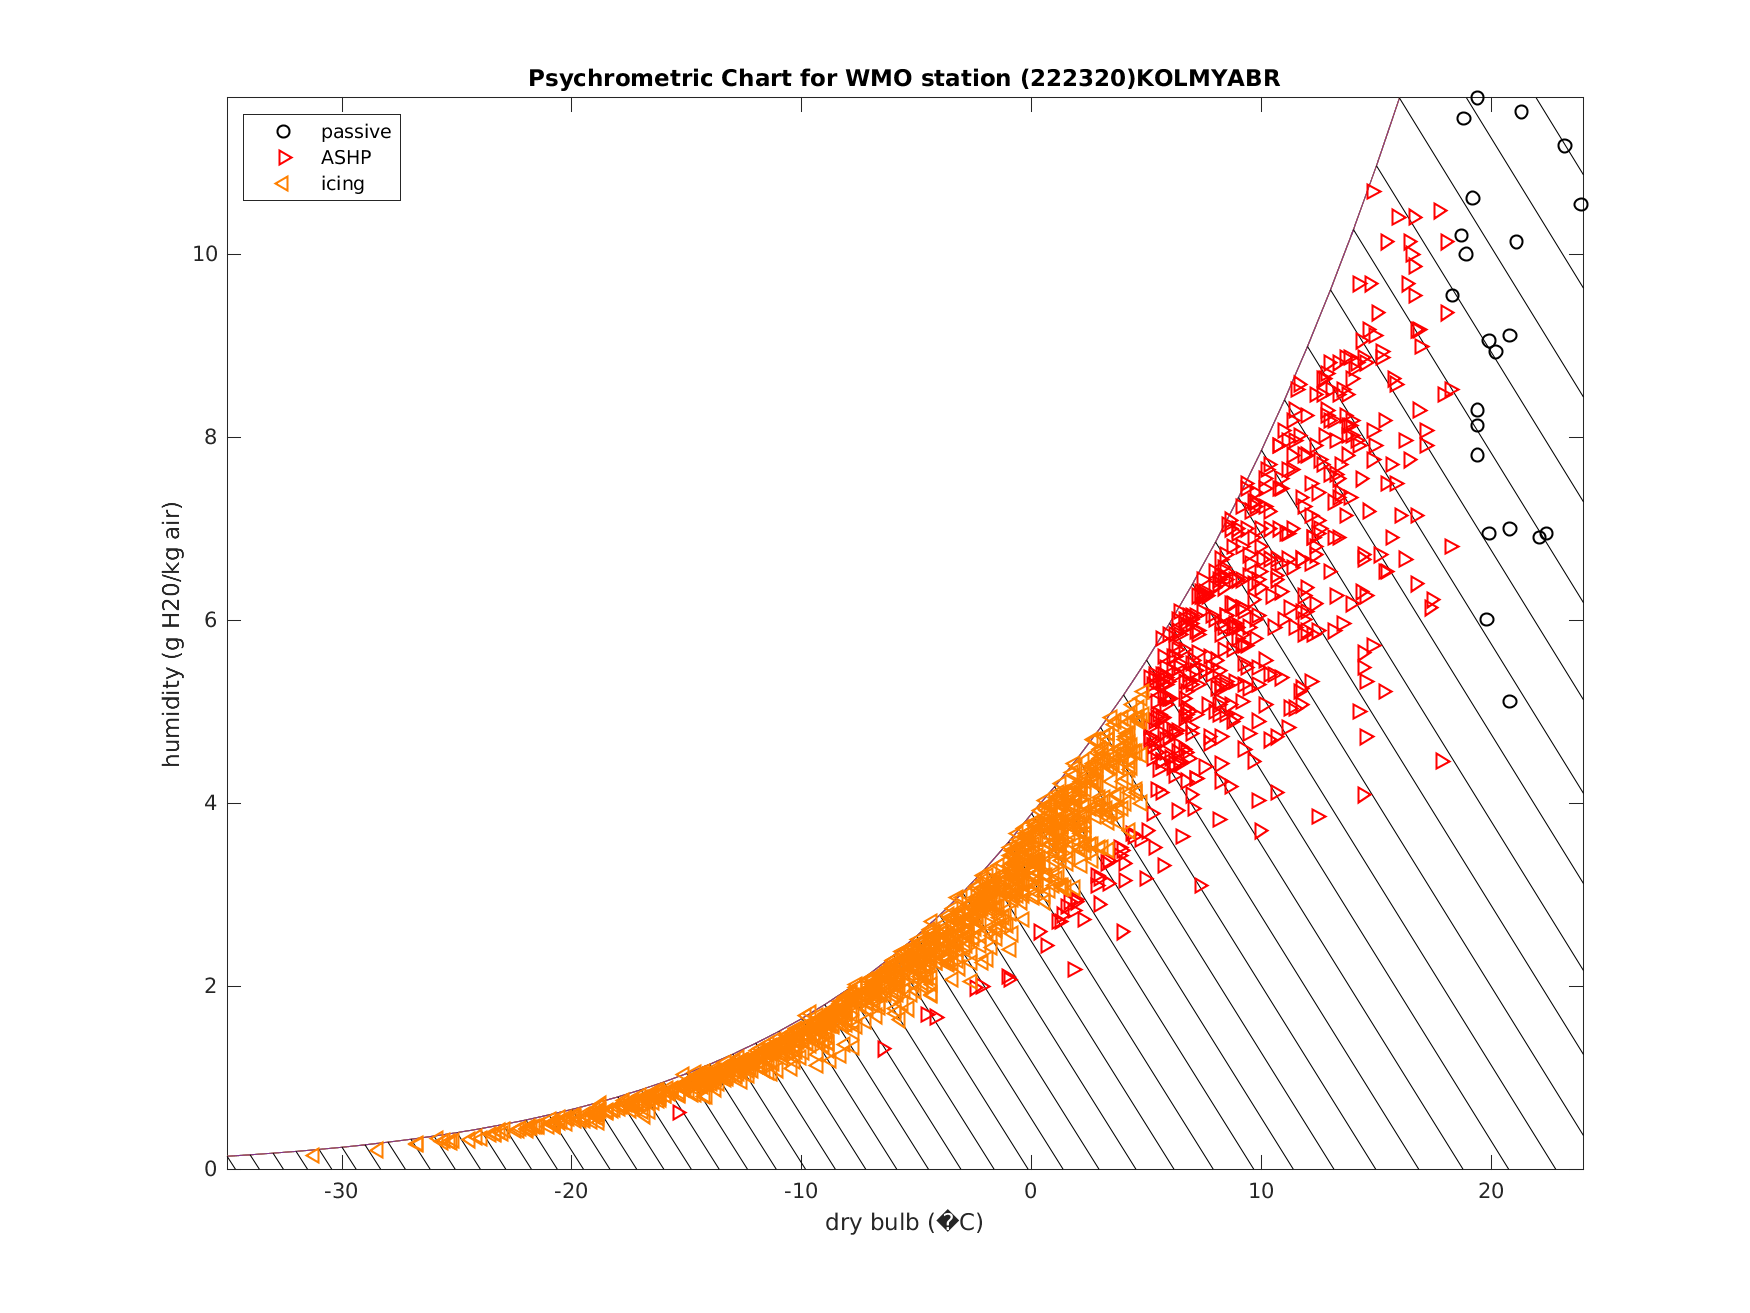 Psychrometric Chart for WMO station (222320)KOLMYABR
passive
ASHP
icing
10
8
6
4
2
0
humidity (g H20/kg air)
-30
-20
-10
0
10
20
dry bulb (�C)